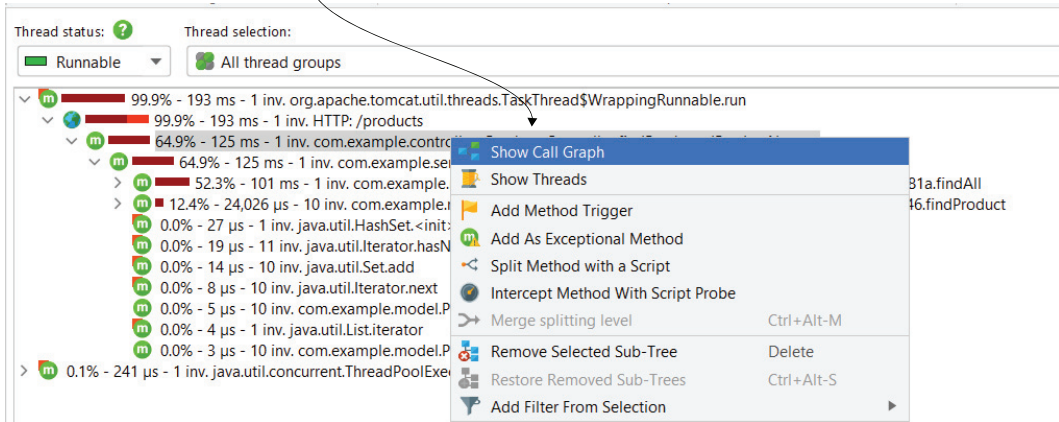 Thread status: ? Thread selection:
Runnable All thread groups
99.9% - 193 ms - 1 inv. org.apache.tomcat.util.threads.TaskThread$WrappingRunnable.run
99.9% - 193 ms - 1 inv. HTTP: /products
64.9% - 125 ms - 1 inv. com.example.contro
64.9% - 125 ms - 1 inv. com.example.se
52.3% - 101 ms - 1 inv. com.example. 81a.findAll
12.4% - 24,026 µs - 10 inv. com.example. 46.findProduct
0.0% - 27 µs - 1 inv. java.util.HashSet.<init>
0.0% - 19 µs - 11 inv. java.util.Iterator.hasN
0.0% - 14 µs - 10 inv. java.util.Set.add
0.0% - 8 µs - 10 inv. java.util.Iterator.next
0.0% - 5 µs - 10 inv. com.example.model.P
0.0% - 4 µs - 1 inv. java.util.List.iterator
0.0% - 3 µs - 10 inv. com.example.model.P
0.1% - 241 µs - 1 inv. java.util.concurrent.ThreadPoolExe
Show Call Graph
Show Threads
Add Method Trigger
Add As Exceptional Method
Split Method with a Script
Intercept Method With Script Probe
Merge splitting level Ctrl+Alt-M
Remove Selected Sub-Tree Delete
Restore Removed Sub-Trees Ctrl+Alt-S
Add Filter From Selection